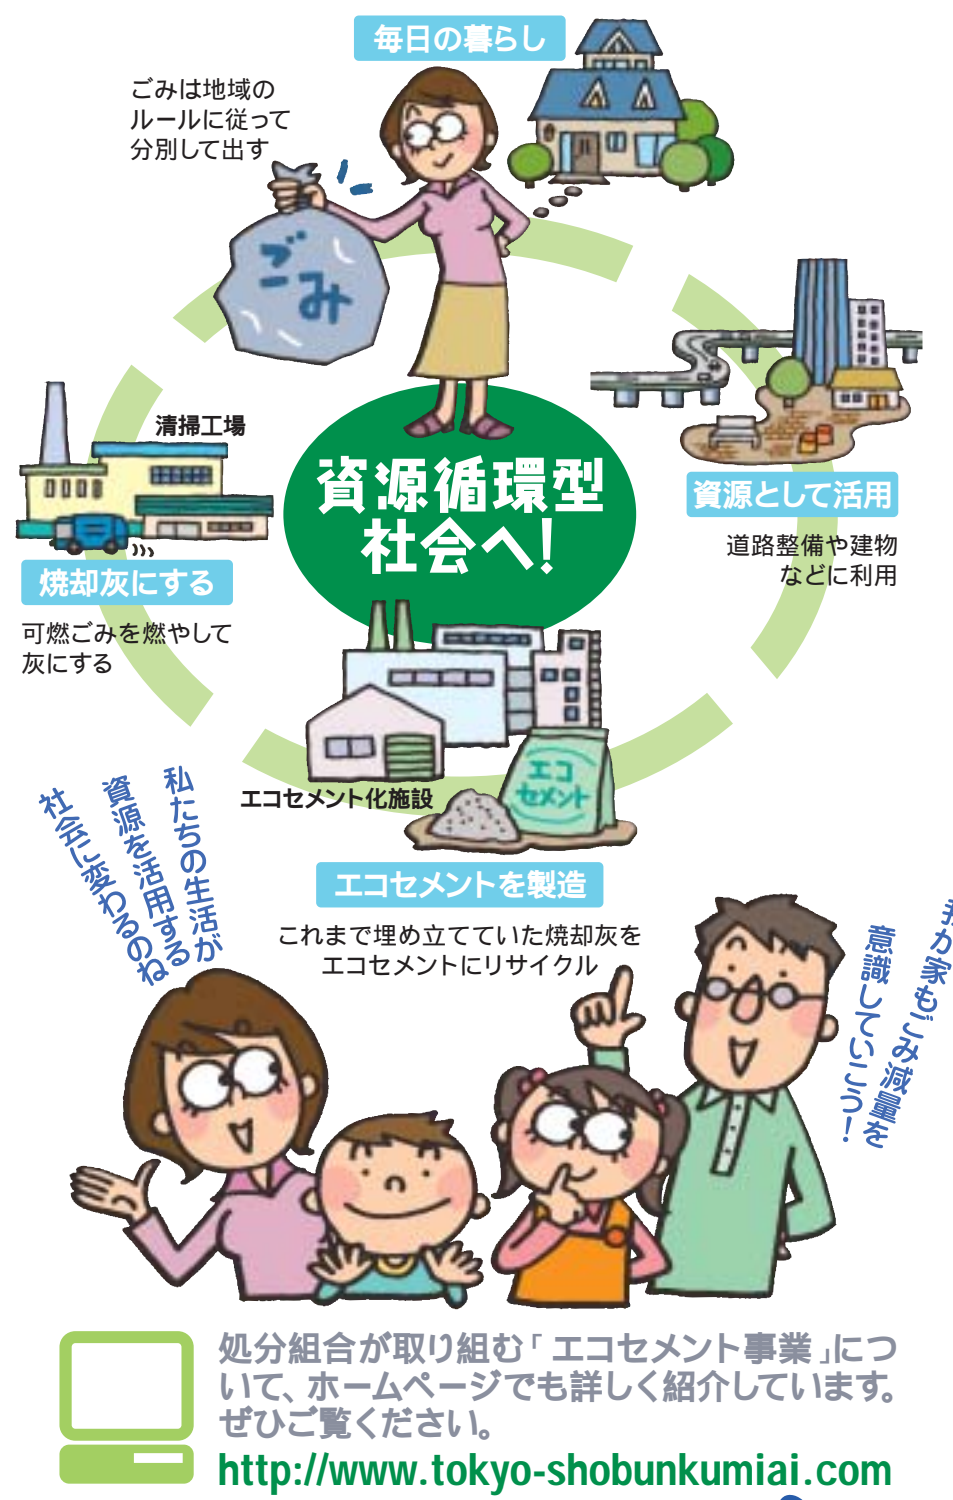 毎日の暮らし
ごみは地域の
ルールに従って
分別して出す
ごみ
清掃工場
焼却灰にする
可燃ごみを燃やして
灰にする
資源循環型
社会へ!
資源として活用
道路整備や建物
などに利用
エコセメント化施設
エコ
セメント
エコセメントを製造
これまで埋め立てていた焼却灰を
エコセメントにリサイクル
私たちの生活が
資源を活用する
社会に変わるのね
が家もごみ減量を
意識していこう!
処分組合が取り組む「エコセメント事業」につ
いて、ホームページでも詳しく紹介しています。
ぜひご覧ください。
http://www.tokyo-shobunkumiai.com